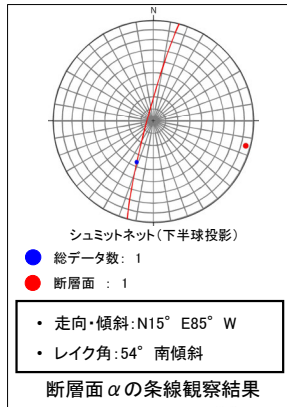 N
シュミットネット(下半球投影)
総データ数: 1
断層面 : 1
• 走向・傾斜:N15° E85° W
• レイク角:54° 南傾斜
断層面αの条線観察結果